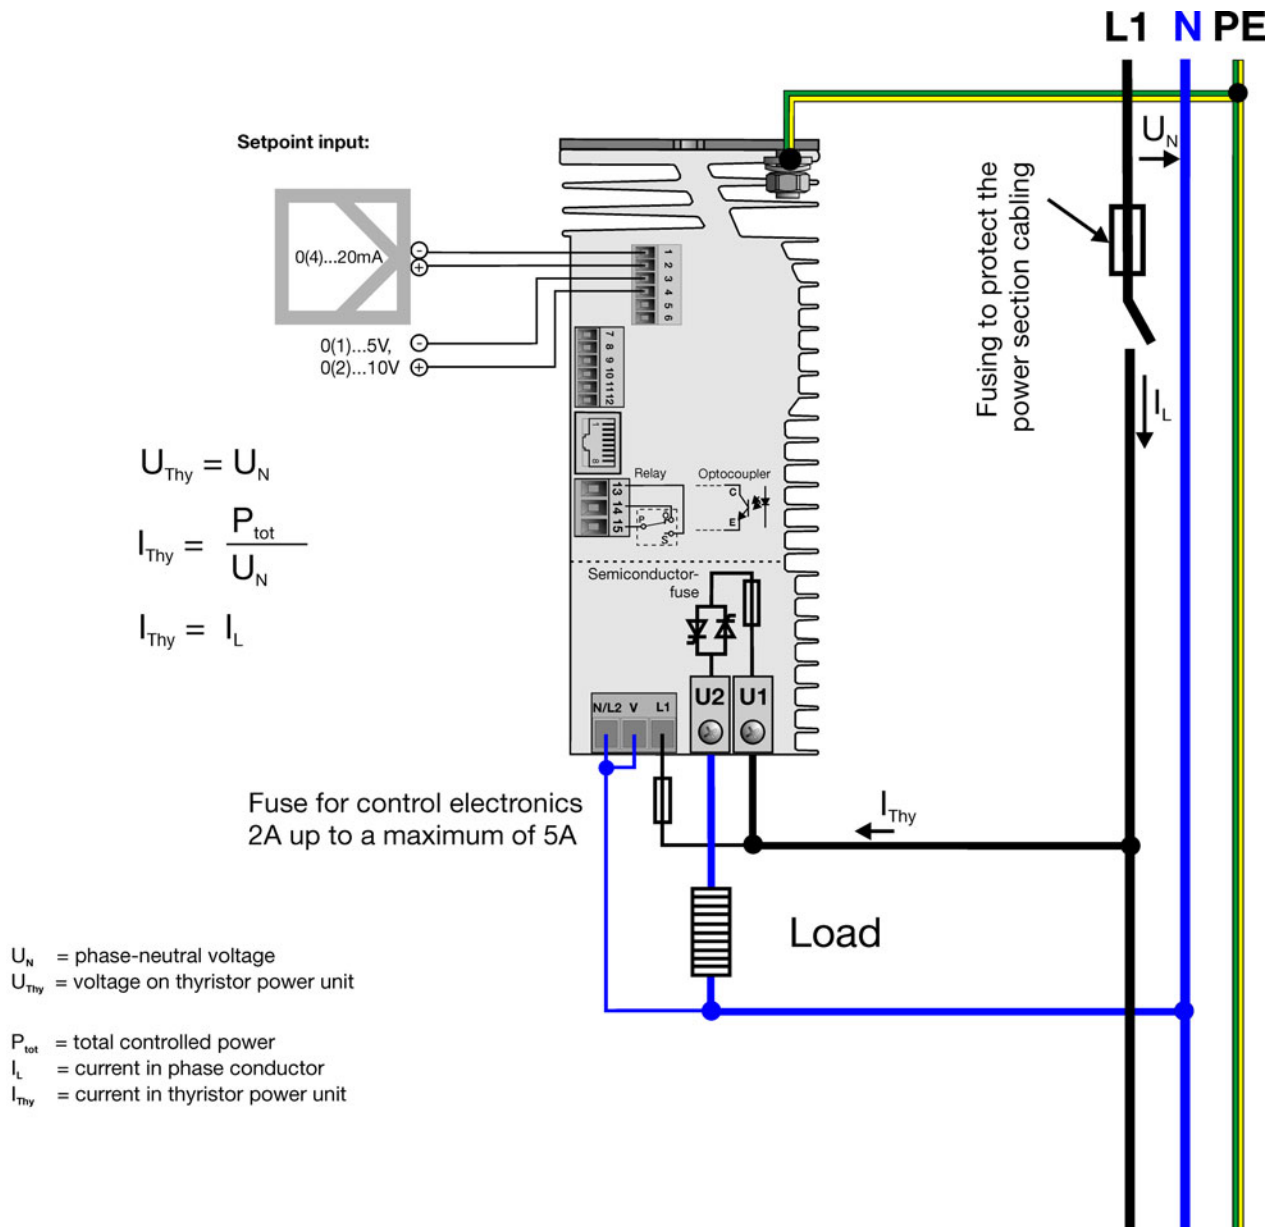 L1 N PE
U_N
Setpoint input:
Fusing to protect the
power section cabling
0(4)...20mA
-
+
1
2
3
4
5
6
0(1)...5V,
-
0(2)...10V
+
7
8
9
10
11
12
I_L
1
8
U_Thy = U_N
I_Thy = P_tot / U_N
I_Thy = I_L
Relay
Optocoupler
13
14
15
P
Ö
S
C
E
Semiconductor-
fuse
U2 U1
N/L2 V L1
Fuse for control electronics
2A up to a maximum of 5A
I_Thy
Load
U_N = phase-neutral voltage
U_Thy = voltage on thyristor power unit
P_tot = total controlled power
I_L = current in phase conductor
I_Thy = current in thyristor power unit